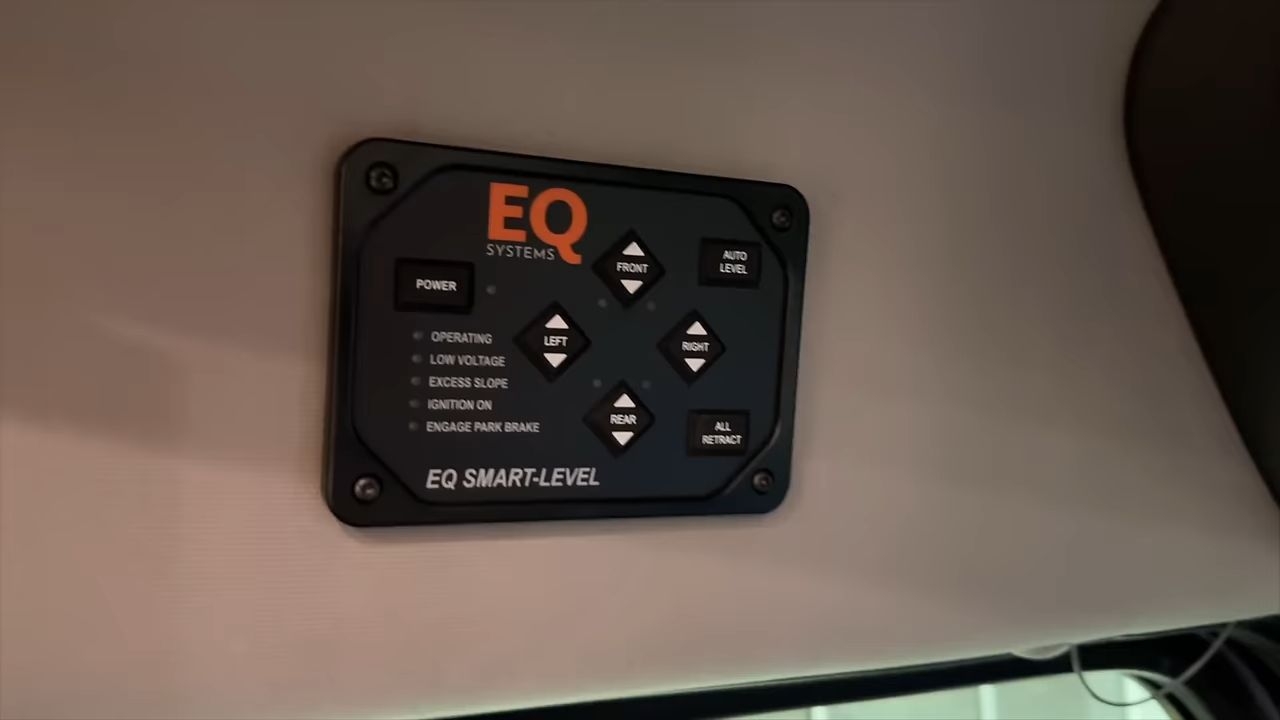 EQ
SYSTEMS
POWER
FRONT
AUTO
LEVEL
LEFT
RIGHT
OPERATING
LOW VOLTAGE
EXCESS SLOPE
IGNITION ON
ENGAGE PARK BRAKE
REAR
ALL
RETRACT
EQ SMART-LEVEL